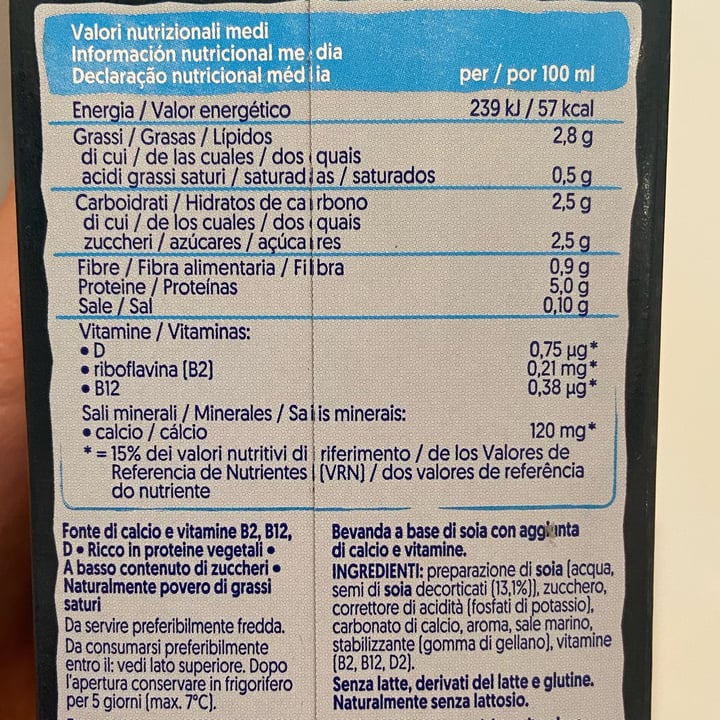 Valori nutrizionali medi
Información nutricional media
Declaração nutricional média
per / por 100 ml
Energia / Valor energético 239 kJ / 57 kcal
Grassi / Grasas / Lípidos 2,8 g
di cui / de las cuales / dos quais
acidi grassi saturi / saturadas / saturados 0,5 g
Carboidrati / Hidratos de carbono 2,5 g
di cui / de los cuales / dos quais
zuccheri / azúcares / açúcares 2,5 g
Fibre / Fibra alimentaria / Fibra 0,9 g
Proteine / Proteínas 5,0 g
Sale / Sal 0,10 g
Vitamine / Vitaminas:
• D 0,75 µg*
• riboflavina (B2) 0,21 mg*
• B12 0,38 µg*
Sali minerali / Minerales / Sais minerais:
• calcio / cálcio 120 mg*
* = 15% dei valori nutritivi di riferimento / de los Valores de
Referencia de Nutrientes (VRN) / dos valores de referência
do nutriente
Fonte di calcio e vitamine B2, B12,
D • Ricco in proteine vegetali •
A basso contenuto di zuccheri •
Naturalmente povero di grassi
saturi
Da servire preferibilmente fredda.
Da consumarsi preferibilmente
entro il: vedi lato superiore. Dopo
l'apertura conservare in frigorifero
per 5 giorni (max. 7°C).
Bevanda a base di soia con aggiunta
di calcio e vitamine.
INGREDIENTI: preparazione di soia (acqua,
semi di soia decorticati (13,1%)), zucchero,
correttore di acidità (fosfati di potassio),
carbonato di calcio, aroma, sale marino,
stabilizzante (gomma di gellano), vitamine
(B2, B12, D2).
Senza latte, derivati del latte e glutine.
Naturalmente senza lattosio.